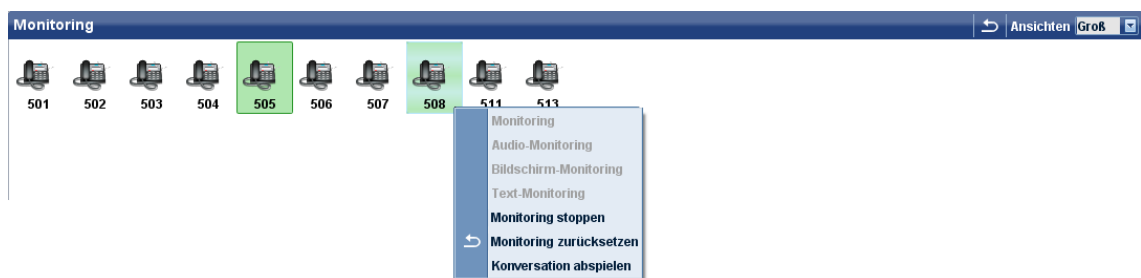 Monitoring Ansichten Groß
501 502 503 504 505 506 507 508 511 513
Monitoring
Audio-Monitoring
Bildschirm-Monitoring
Text-Monitoring
Monitoring stoppen
Monitoring zurücksetzen
Konversation abspielen